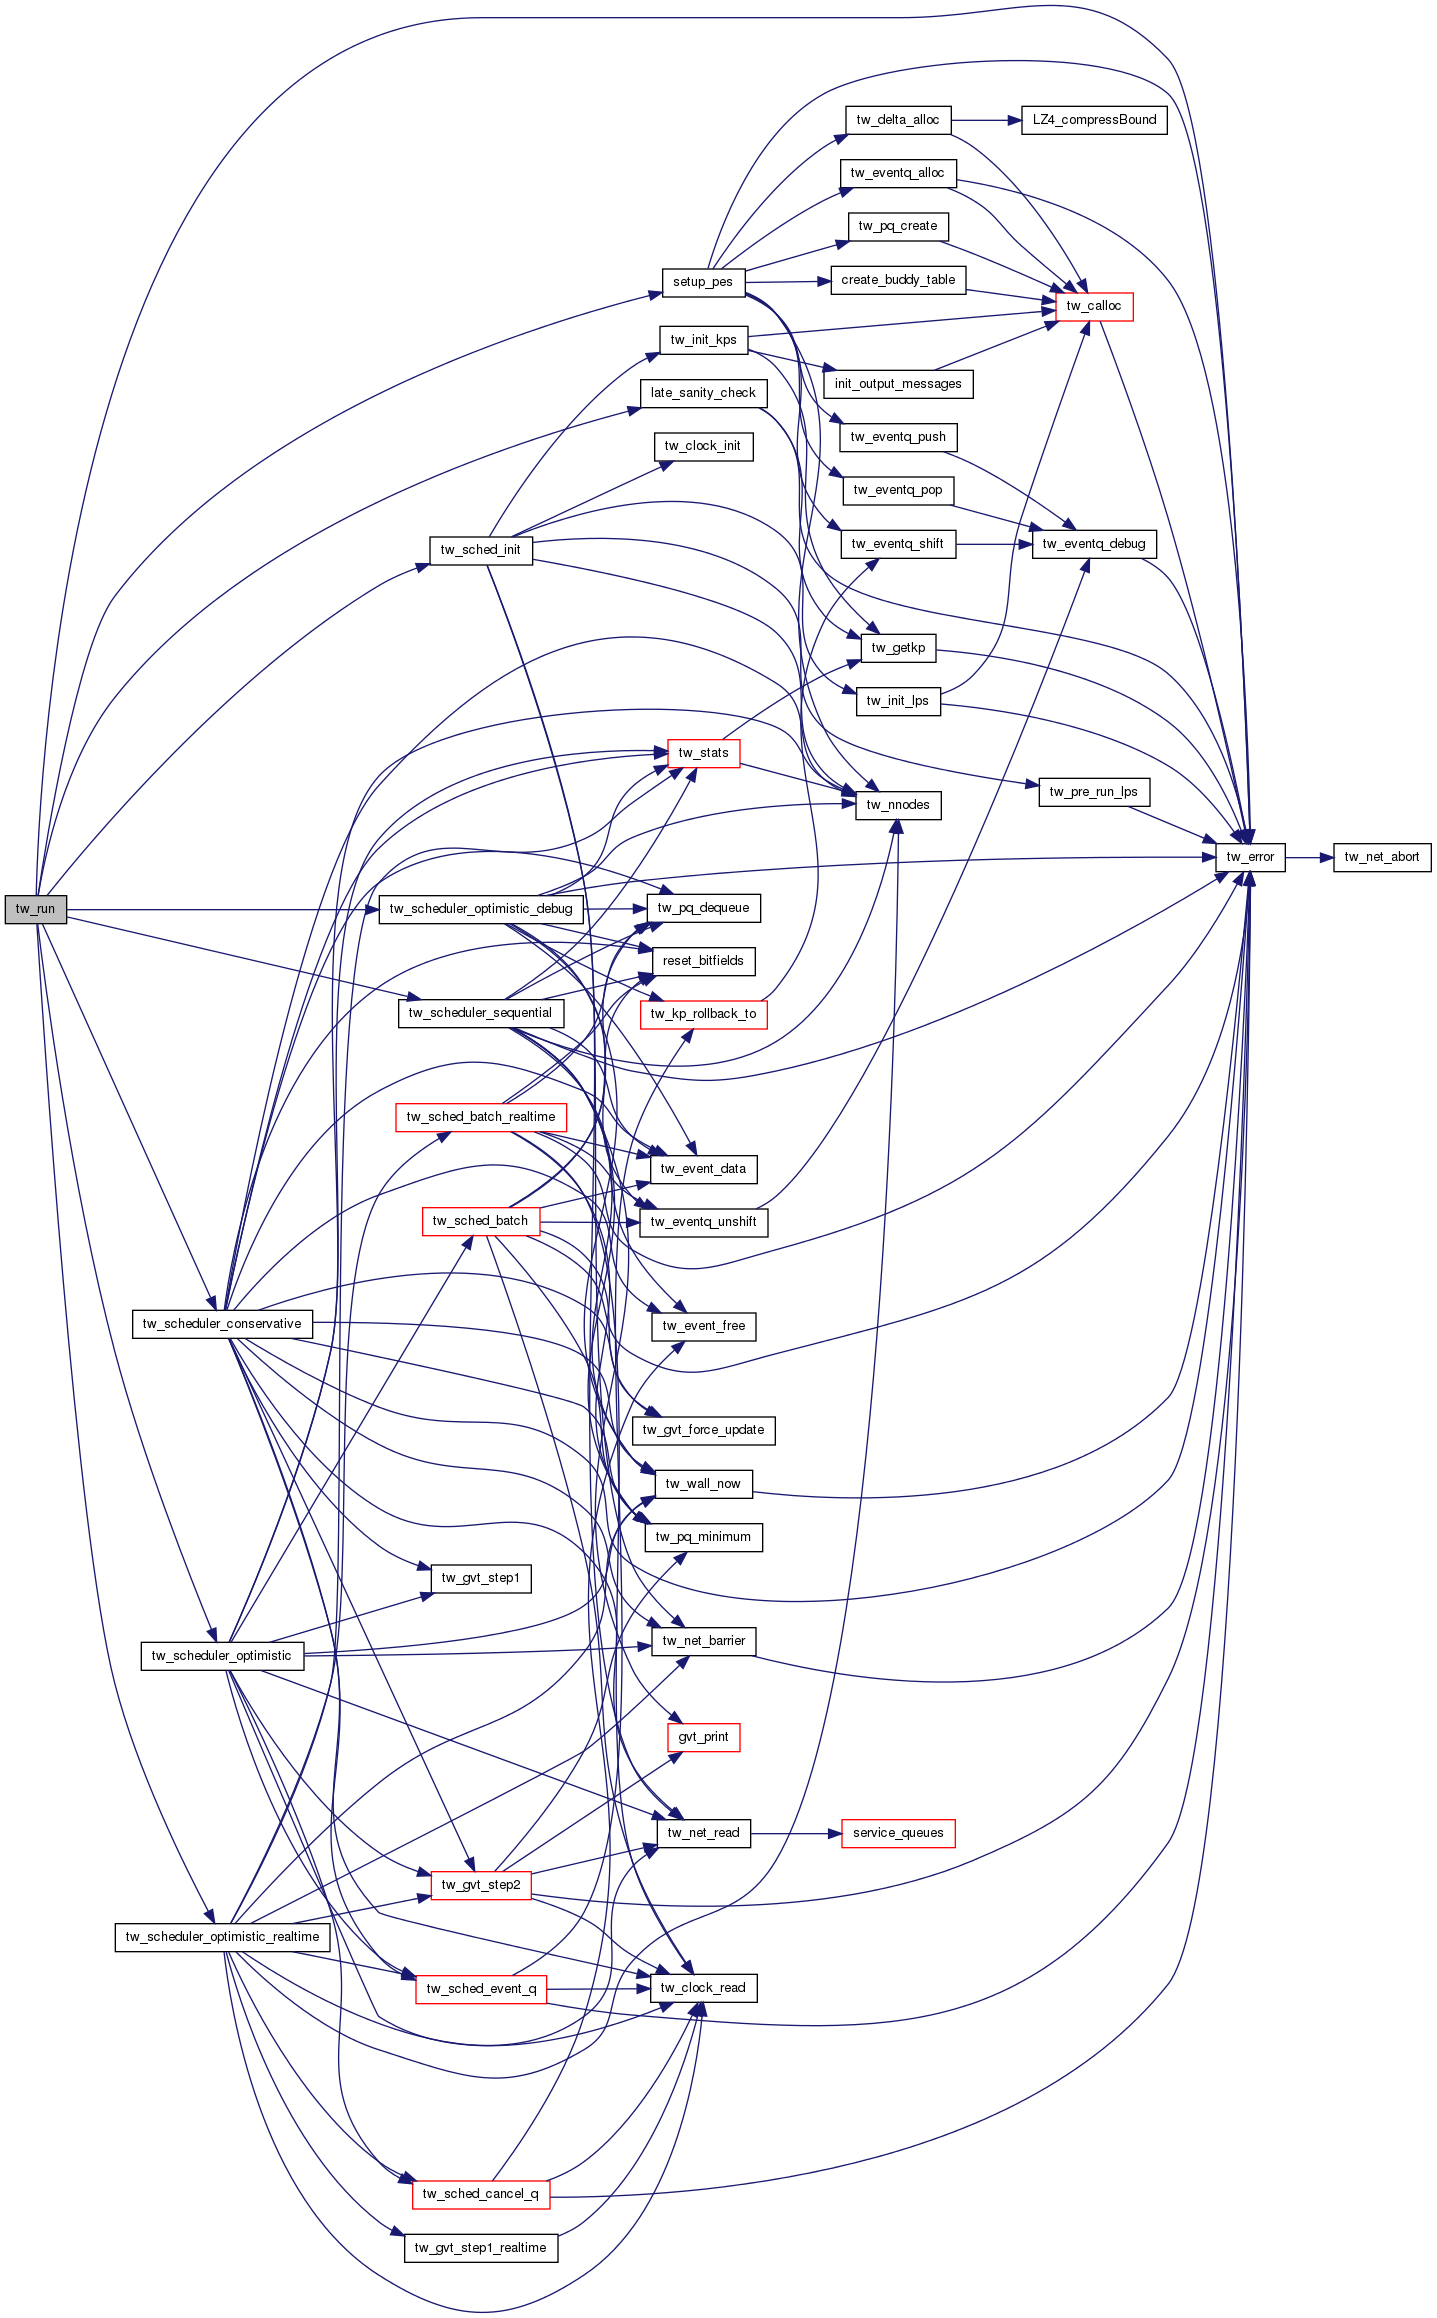 tw_delta_alloc
LZ4_compressBound
tw_eventq_alloc
tw_pq_create
setup_pes
create_buddy_table
tw_calloc
tw_init_kps
late_sanity_check
init_output_messages
tw_clock_init
tw_eventq_push
tw_eventq_pop
tw_sched_init
tw_eventq_shift
tw_eventq_debug
tw_getkp
tw_init_lps
tw_stats
tw_nnodes
tw_pre_run_lps
tw_error
tw_net_abort
tw_run
tw_scheduler_optimistic_debug
tw_pq_dequeue
reset_bitfields
tw_scheduler_sequential
tw_kp_rollback_to
tw_sched_batch_realtime
tw_event_data
tw_sched_batch
tw_eventq_unshift
tw_scheduler_conservative
tw_event_free
tw_gvt_force_update
tw_wall_now
tw_pq_minimum
tw_gvt_step1
tw_scheduler_optimistic
tw_net_barrier
gvt_print
tw_net_read
service_queues
tw_gvt_step2
tw_scheduler_optimistic_realtime
tw_sched_event_q
tw_clock_read
tw_sched_cancel_q
tw_gvt_step1_realtime